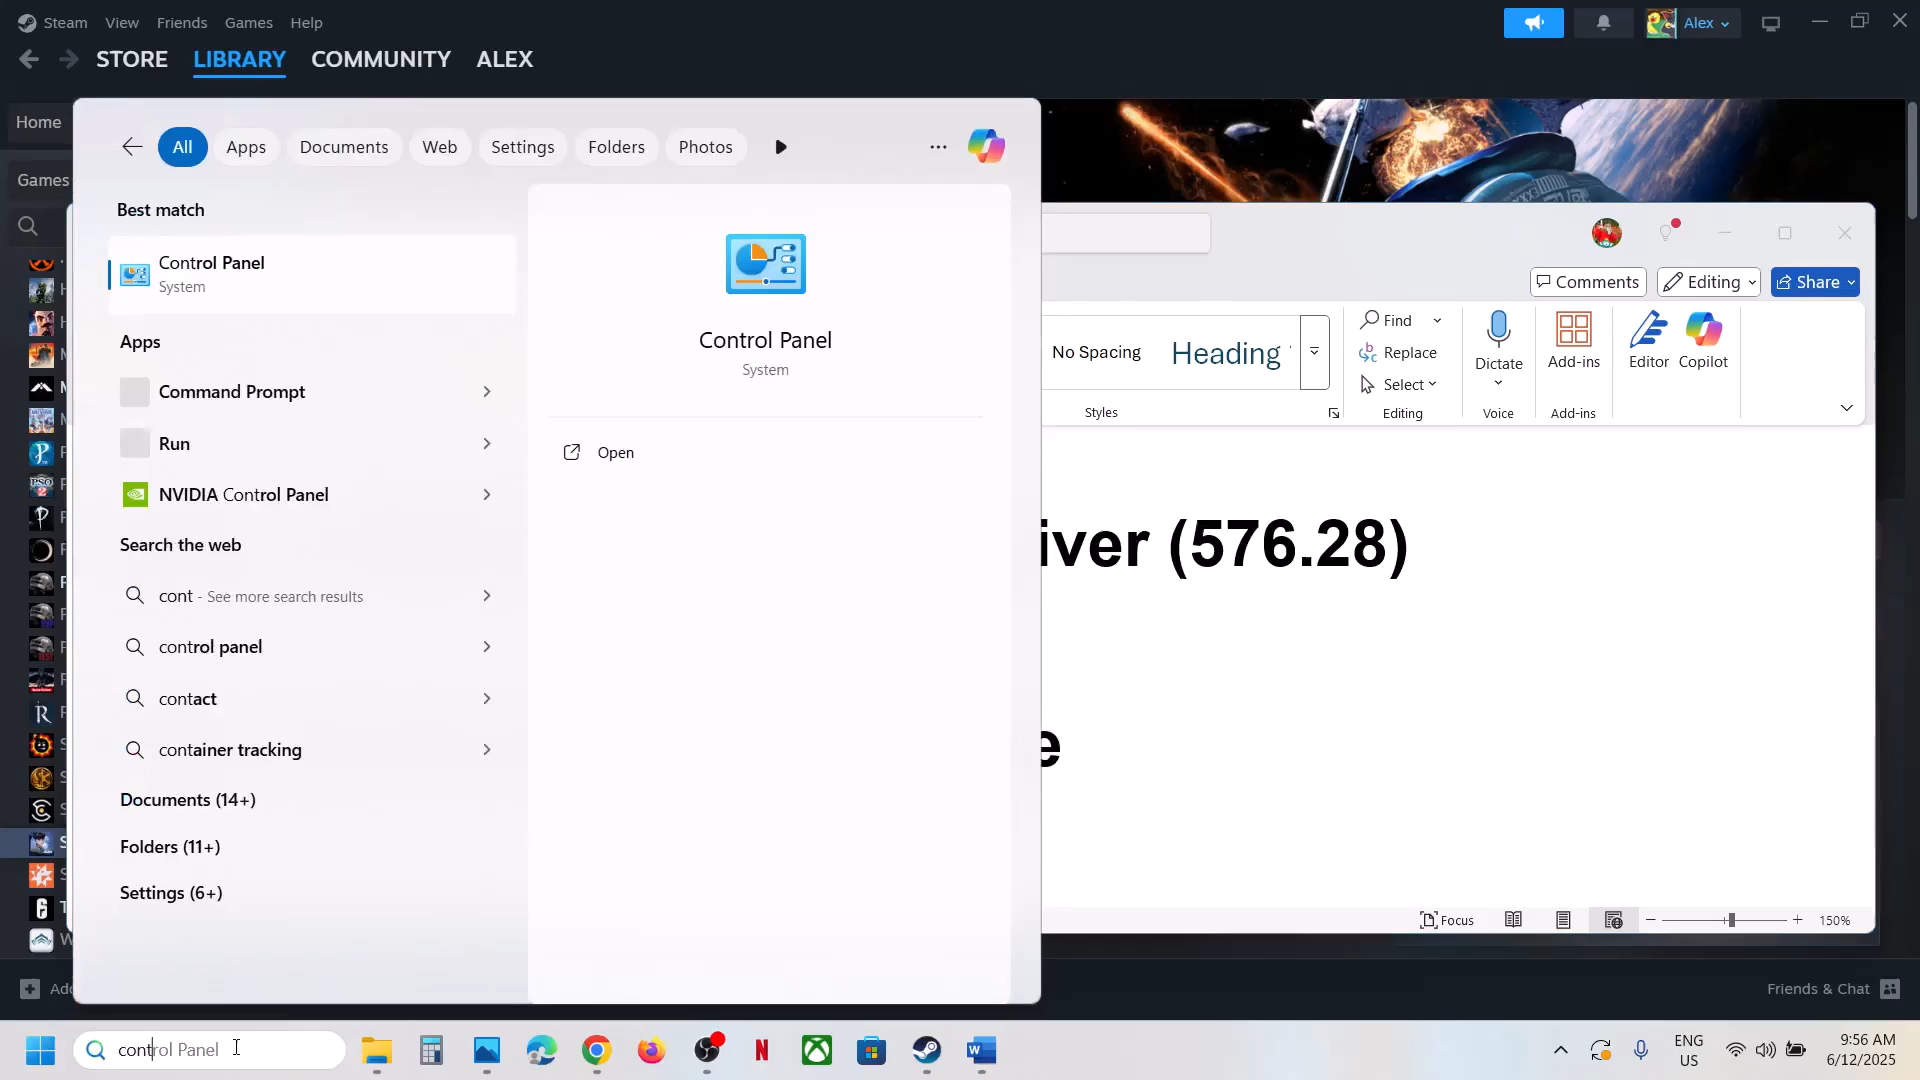 Steam View Friends Games Help
Alex
STORE LIBRARY COMMUNITY ALEX
Home
All Apps Documents Web Settings Folders Photos
Games
Best match
Control Panel
System
Control Panel
System
Open
Apps
Command Prompt
Run
NVIDIA Control Panel
Search the web
cont - See more search results
control panel
contact
container tracking
Documents (14+)
Folders (11+)
Settings (6+)
Comments Editing Share
No Spacing Heading
Find
Replace
Select
Dictate
Add-ins
Editor
Copilot
Styles
Editing
Voice
Add-ins
iver (576.28)
e
Focus
150%
Friends & Chat
control Panel
ENG
US
9:56 AM
6/12/2025